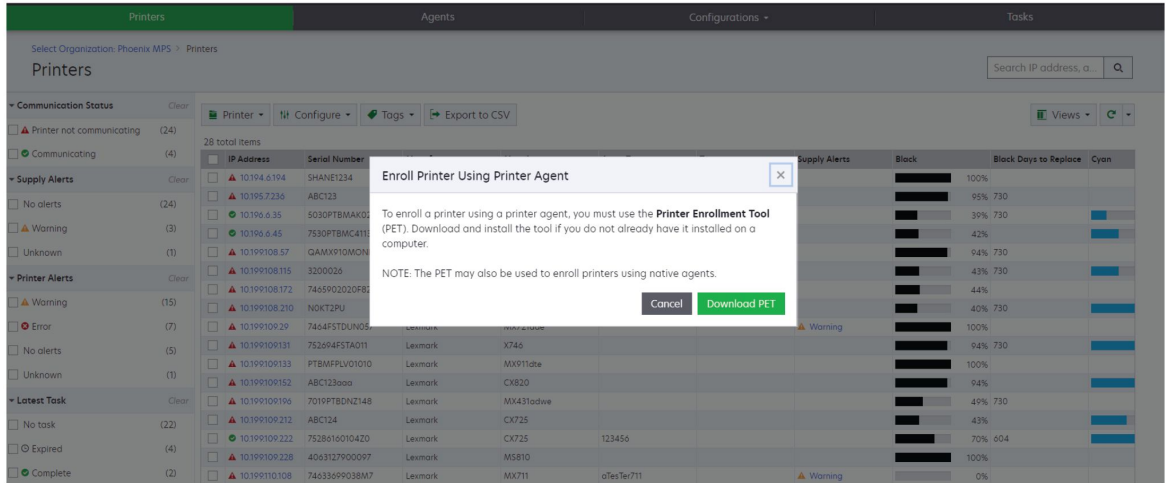 Printers Agents Configurations Tasks
Select Organization: Phoenix MPS > Printers
Printers
Search IP address, a...
Communication Status Clear
Printer not communicating (24)
Communicating (4)
Supply Alerts Clear
No alerts (24)
Warning (3)
Unknown (1)
Printer Alerts Clear
Warning (15)
Error (7)
No alerts (5)
Unknown (1)
Latest Task Clear
No task (22)
Expired (4)
Complete (2)
Printer Configure Tags Export to CSV Views
28 total items
IP Address Serial Number Supply Alerts Black Black Days to Replace Cyan
10.194.6.194 SHANE1234 100%
10.195.7.236 ABC123 95% 730
10.196.6.35 5030PTBMAK02 39% 730
10.196.6.45 7530PTBMC4113 42%
10.199.108.57 QAMX910MON 94% 730
10.199.108.115 3200026 43% 730
10.199.108.172 7465902020F82 44%
10.199.108.210 N0KT2PU 40% 730
10.199.109.29 7464FSTDUN057 Lexmark MX721ade Warning 100%
10.199.109.131 752694FSTA011 Lexmark X746 94% 730
10.199.109.133 PTBMFPLV01010 Lexmark MX911dte 100%
10.199.109.152 ABC123aaa Lexmark CX820 94%
10.199.109.196 7019PTBDNZ148 Lexmark MX431adwe 49% 730
10.199.109.212 ABC124 Lexmark CX725 43%
10.199.109.222 75286160104Z0 Lexmark CX725 123456 70% 604
10.199.109.228 4063127900097 Lexmark MS810 100%
10.199.110.108 74633699038M7 Lexmark MX711 aTesTer711 Warning 0%
Enroll Printer Using Printer Agent
To enroll a printer using a printer agent, you must use the Printer Enrollment Tool
(PET). Download and install the tool if you do not already have it installed on a
computer.
NOTE: The PET may also be used to enroll printers using native agents.
Cancel Download PET